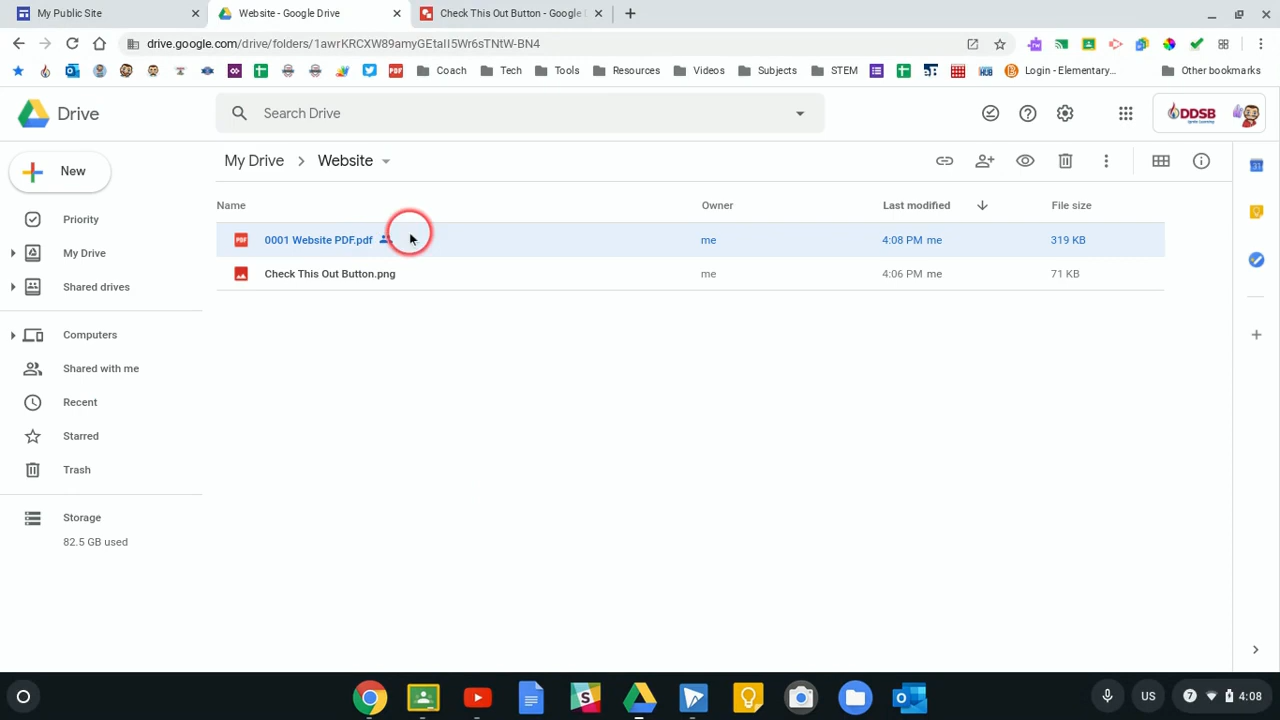 My Public Site
Website - Google Drive
Check This Out Button - Google
drive.google.com/drive/folders/
Coach
Tech
Tools
Resources
Videos
Subjects
STEM
HUB
Login - Elementary...
Other bookmarks
Drive
Search Drive
DDSB
New
My Drive
Website
Priority
Name
Owner
Last modified
File size
0001 Website PDF.pdf
me
4:08 PM me
319 KB
My Drive
Check This Out Button.png
me
4:06 PM me
71 KB
Shared drives
Computers
Shared with me
Recent
Starred
Trash
Storage
82.5 GB used
US
7
4:08